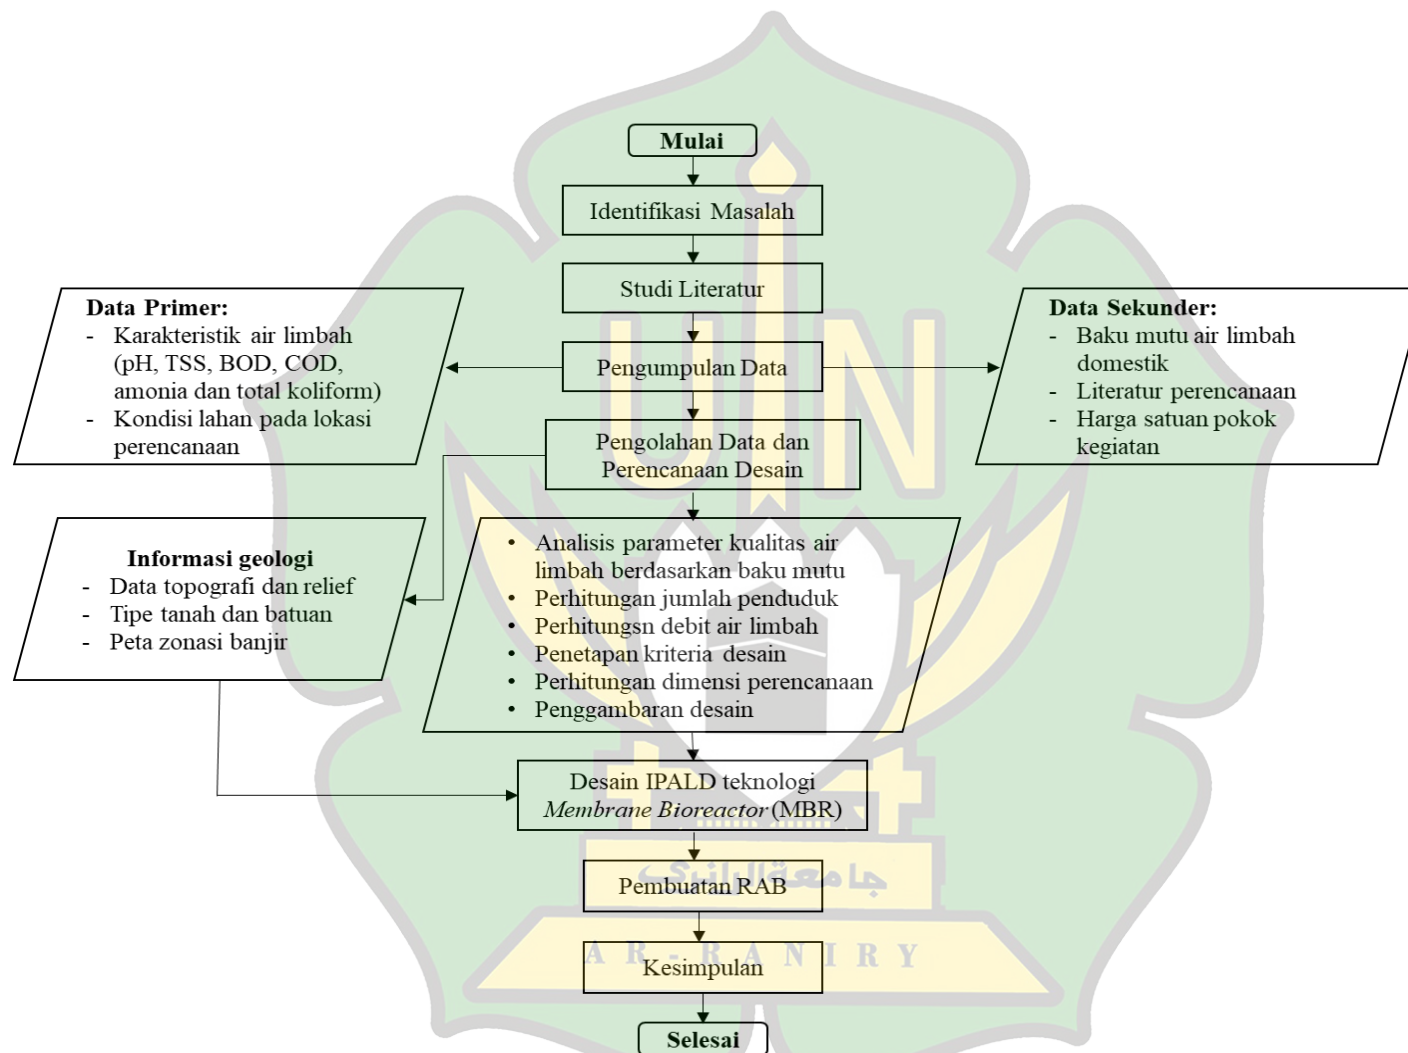 Mulai
Identifikasi Masalah
Studi Literatur
Data Primer:
- Karakteristik air limbah
(pH, TSS, BOD, COD,
amonia dan total koliform)
- Kondisi lahan pada lokasi
perencanaan
Pengumpulan Data
Data Sekunder:
- Baku mutu air limbah
domestik
- Literatur perencanaan
- Harga satuan pokok
kegiatan
UIN
Pengolahan Data dan
Perencanaan Desain
Informasi geologi
- Data topografi dan relief
- Tipe tanah dan batuan
- Peta zonasi banjir
• Analisis parameter kualitas air
limbah berdasarkan baku mutu
• Perhitungan jumlah penduduk
• Perhitungsn debit air limbah
• Penetapan kriteria desain
• Perhitungan dimensi perencanaan
• Penggambaran desain
Desain IPALD teknologi
Membrane Bioreactor (MBR)
جامعةالرانري
Pembuatan RAB
AR-RANIRY
Kesimpulan
Selesai